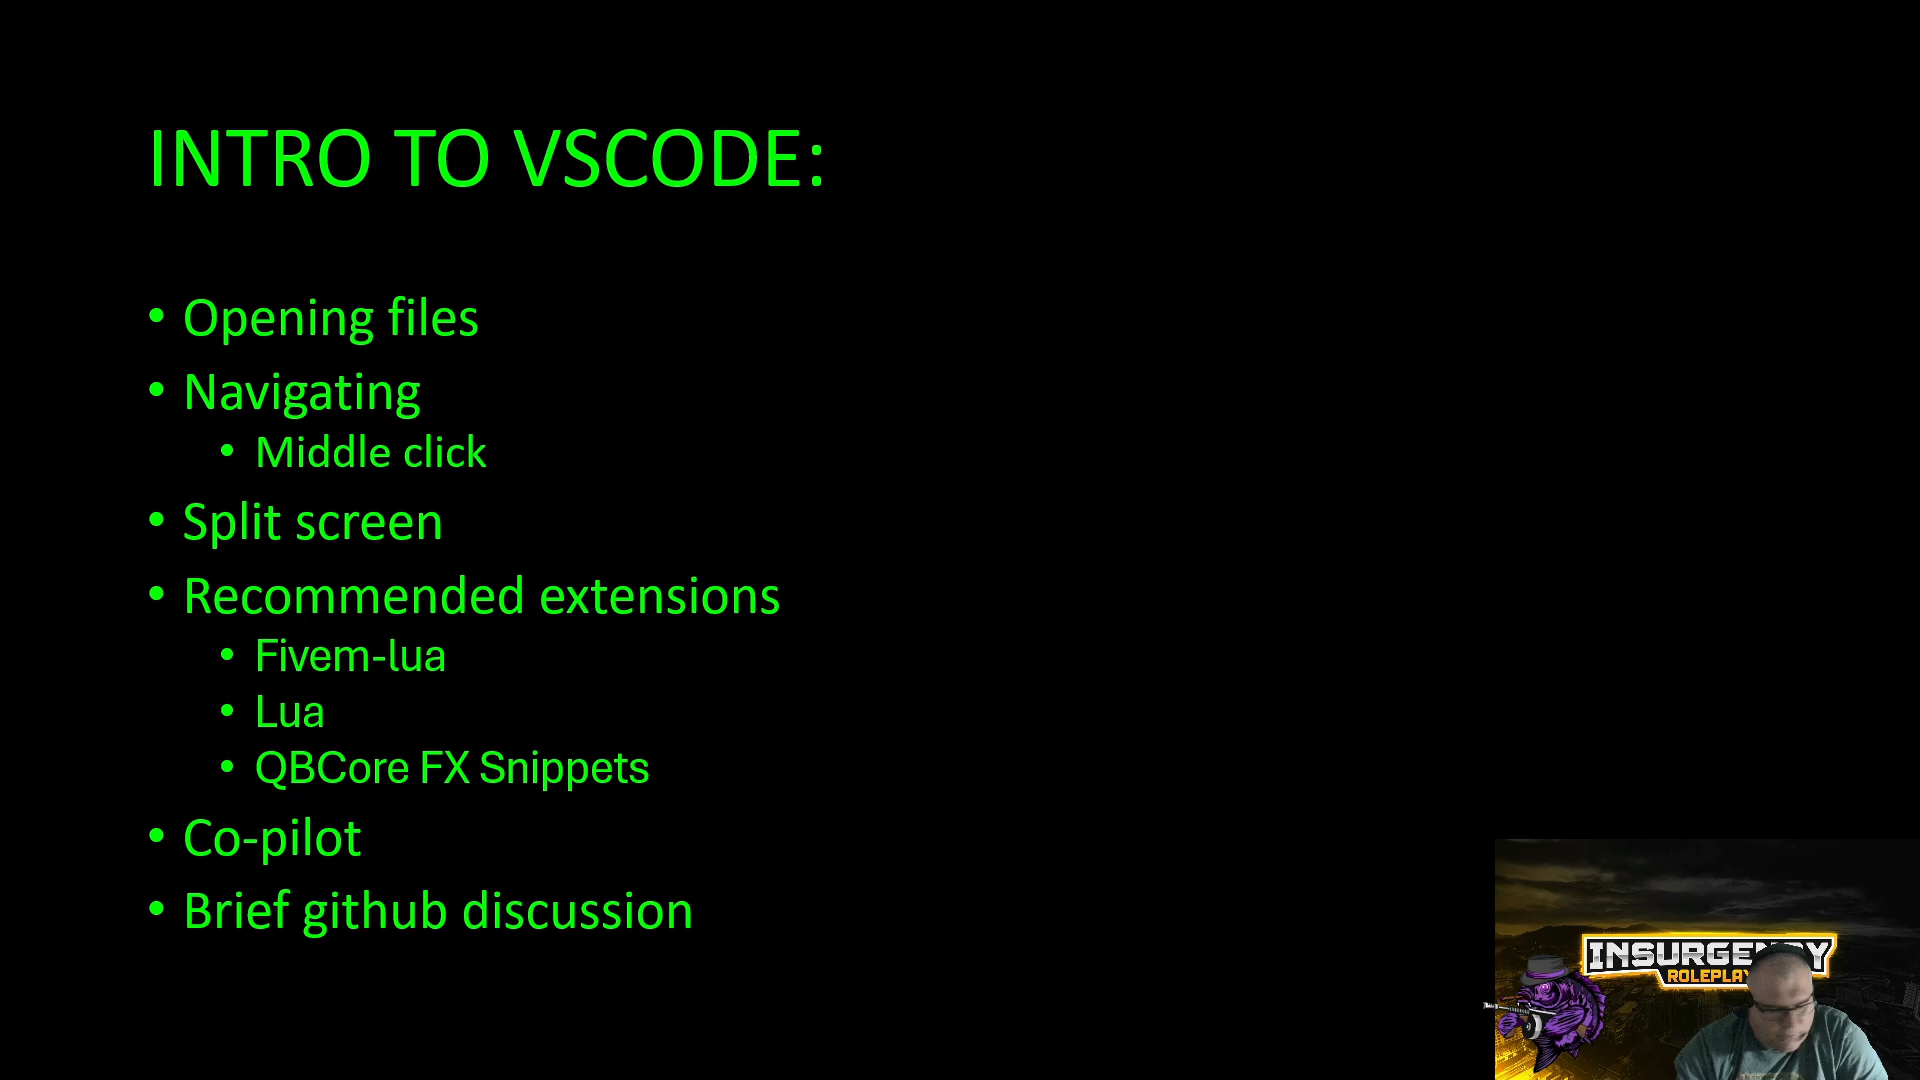 INTRO TO VSCODE:
• Opening files
• Navigating
• Middle click
• Split screen
• Recommended extensions
• Fivem-lua
• Lua
• QBCore FX Snippets
• Co-pilot
• Brief github discussion
ROLEPLAY